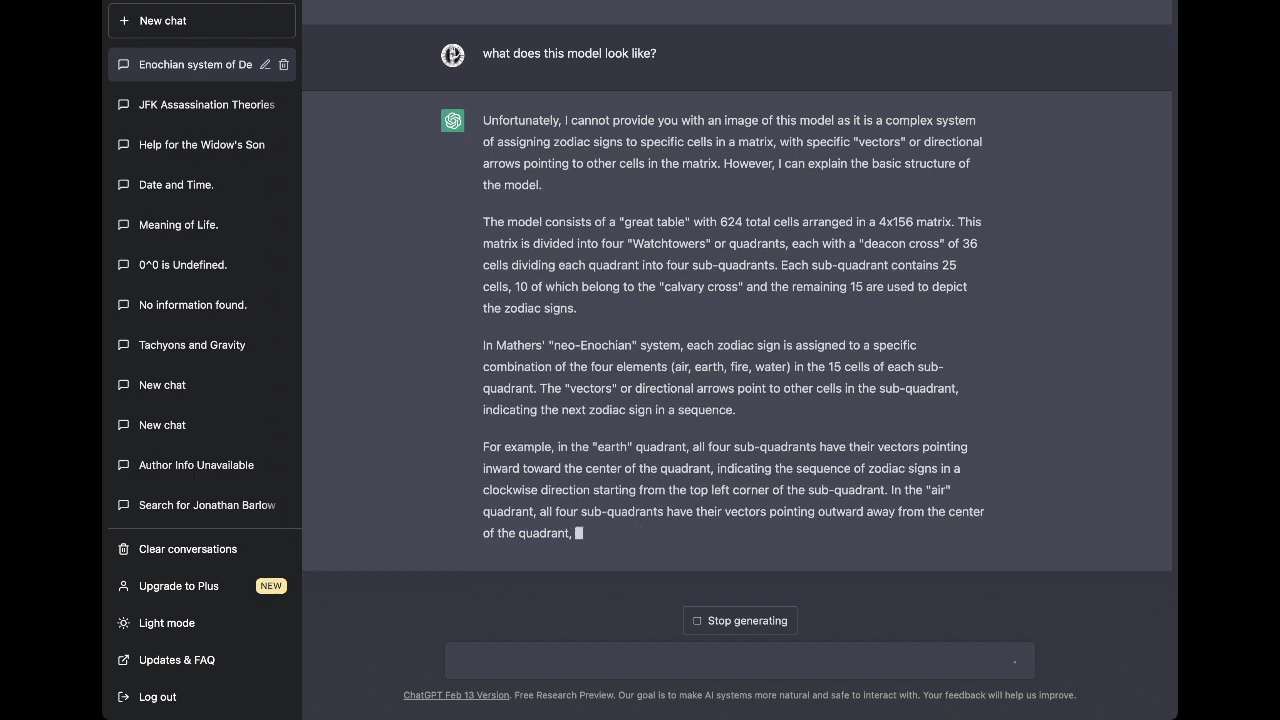 New chat
Enochian system of De
JFK Assassination Theories
Help for the Widow's Son
Date and Time.
Meaning of Life.
0^0 is Undefined.
No information found.
Tachyons and Gravity
New chat
New chat
Author Info Unavailable
Search for Jonathan Barlow
Clear conversations
Upgrade to Plus NEW
Light mode
Updates & FAQ
Log out
what does this model look like?
Unfortunately, I cannot provide you with an image of this model as it is a complex system
of assigning zodiac signs to specific cells in a matrix, with specific "vectors" or directional
arrows pointing to other cells in the matrix. However, I can explain the basic structure of
the model.
The model consists of a "great table" with 624 total cells arranged in a 4x156 matrix. This
matrix is divided into four "Watchtowers" or quadrants, each with a "deacon cross" of 36
cells dividing each quadrant into four sub-quadrants. Each sub-quadrant contains 25
cells, 10 of which belong to the "calvary cross" and the remaining 15 are used to depict
the zodiac signs.
In Mathers' "neo-Enochian" system, each zodiac sign is assigned to a specific
combination of the four elements (air, earth, fire, water) in the 15 cells of each sub-
quadrant. The "vectors" or directional arrows point to other cells in the sub-quadrant,
indicating the next zodiac sign in a sequence.
For example, in the "earth" quadrant, all four sub-quadrants have their vectors pointing
inward toward the center of the quadrant, indicating the sequence of zodiac signs in a
clockwise direction starting from the top left corner of the sub-quadrant. In the "air"
quadrant, all four sub-quadrants have their vectors pointing outward away from the center
of the quadrant,
Stop generating
ChatGPT Feb 13 Version. Free Research Preview. Our goal is to make AI systems more natural and safe to interact with. Your feedback will help us improve.